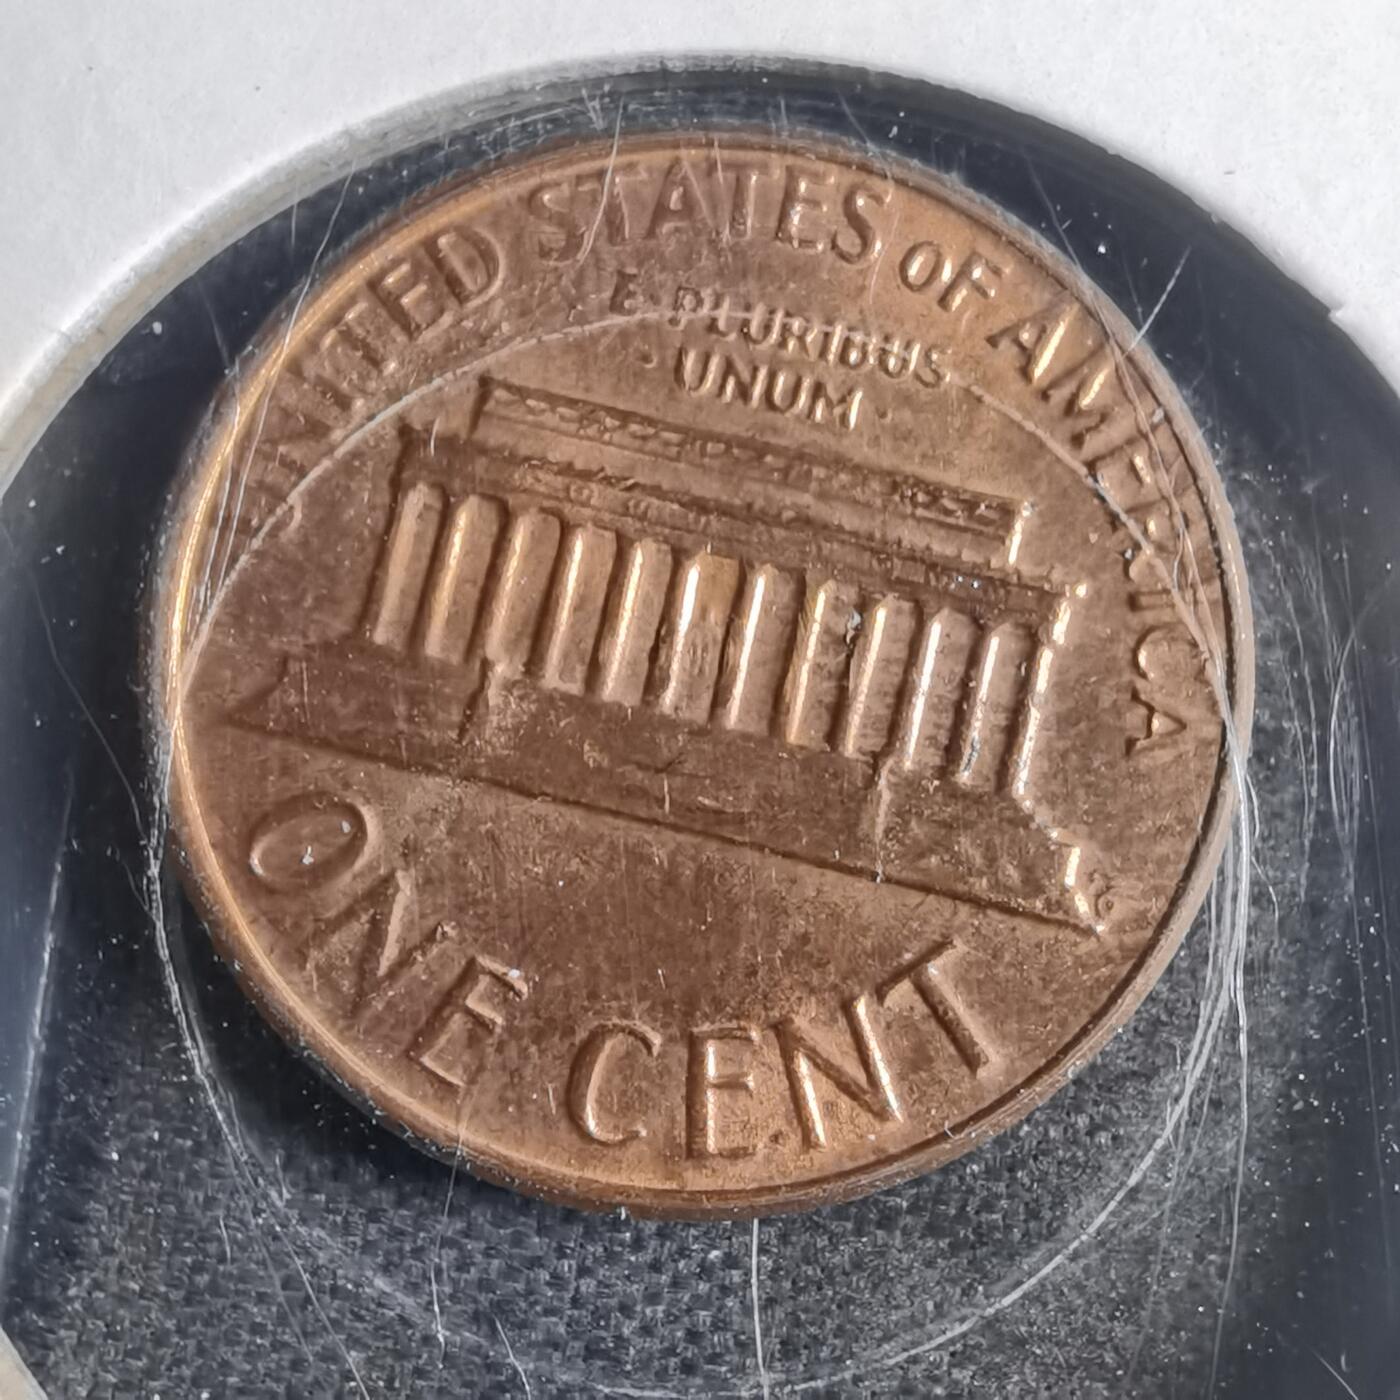 UNITED STATES OF AMERICA
E·PLURIBUS
·UNUM·
ONE CENT